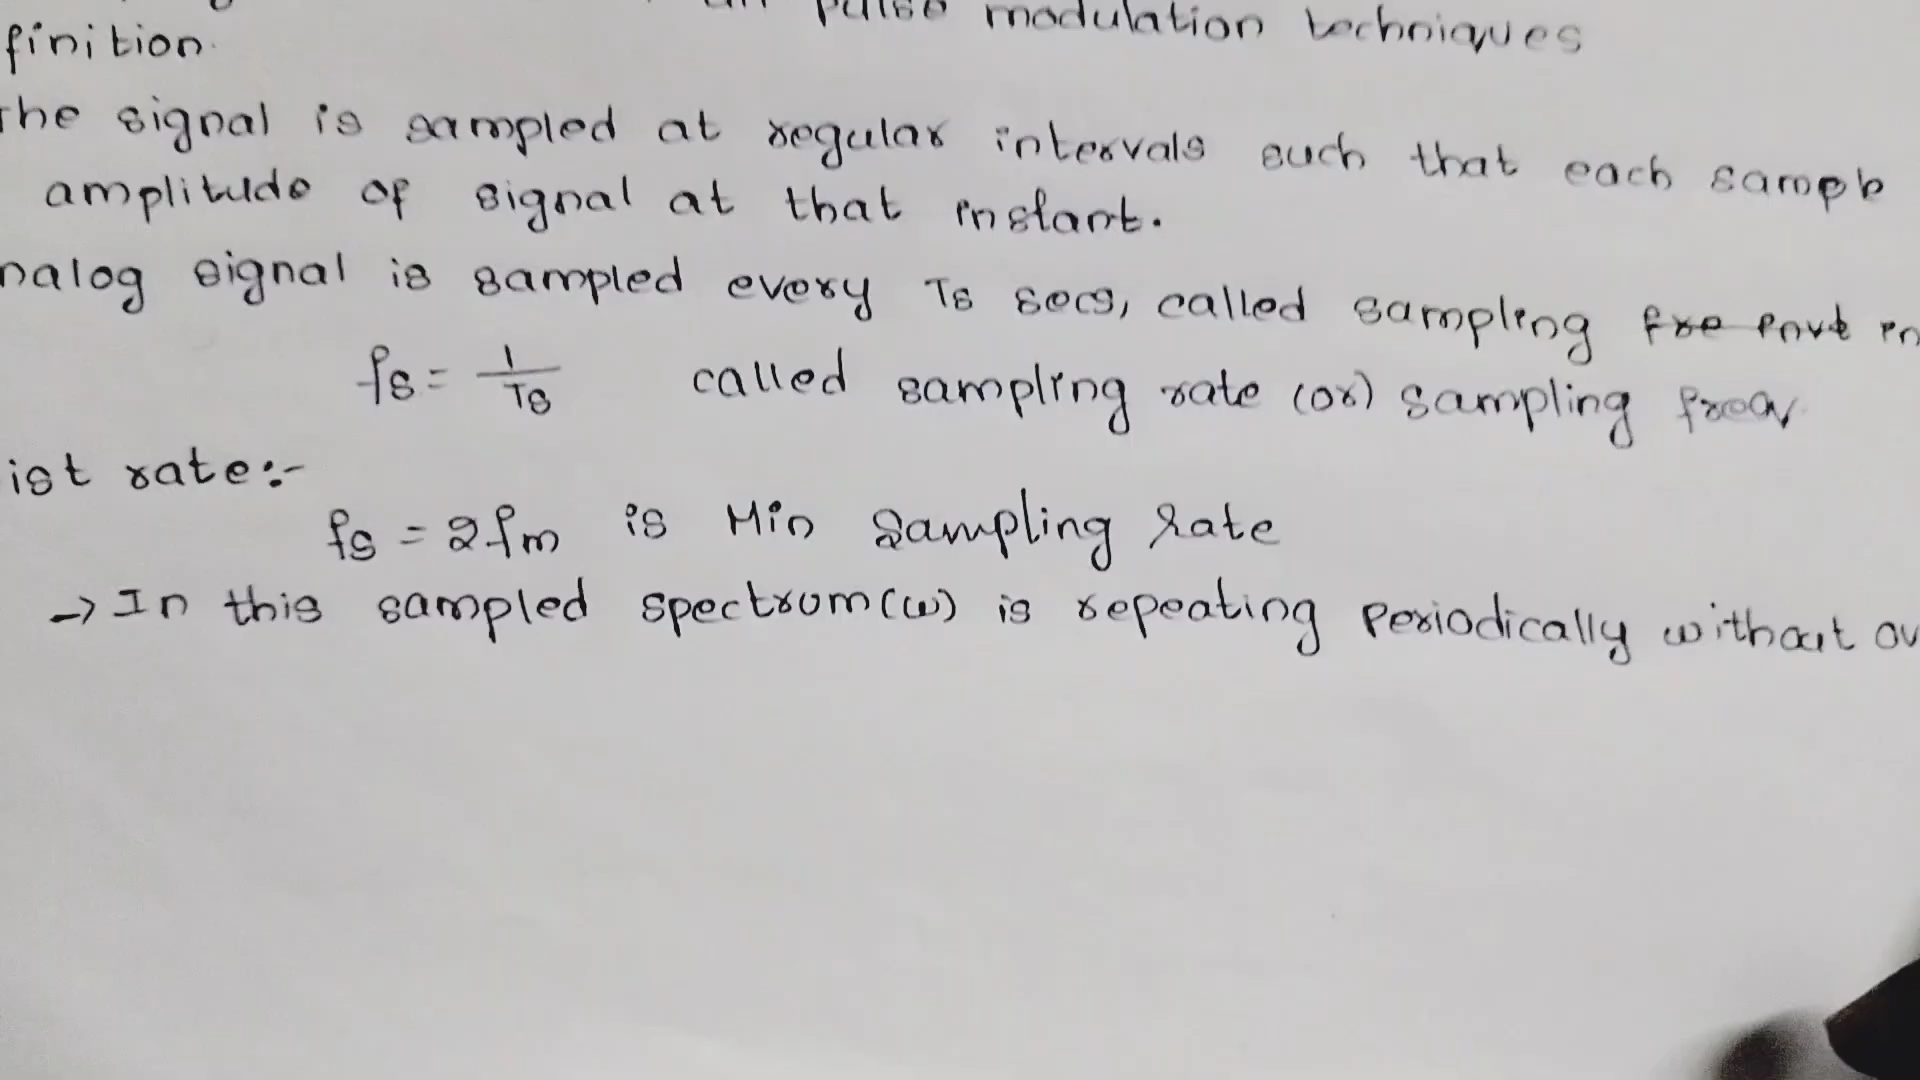 pulse modulation techniques
finition.
the signal is sampled at regular intervals such that each sample
amplitude of signal at that instant.
nalog signal is sampled every Ts secs, called sampling
fs = 1/Ts called sampling rate (or) sampling freq
ist rate:-
fs = 2fm is Min Sampling Rate
→ In this sampled spectrum(w) is repeating Periodically without ov